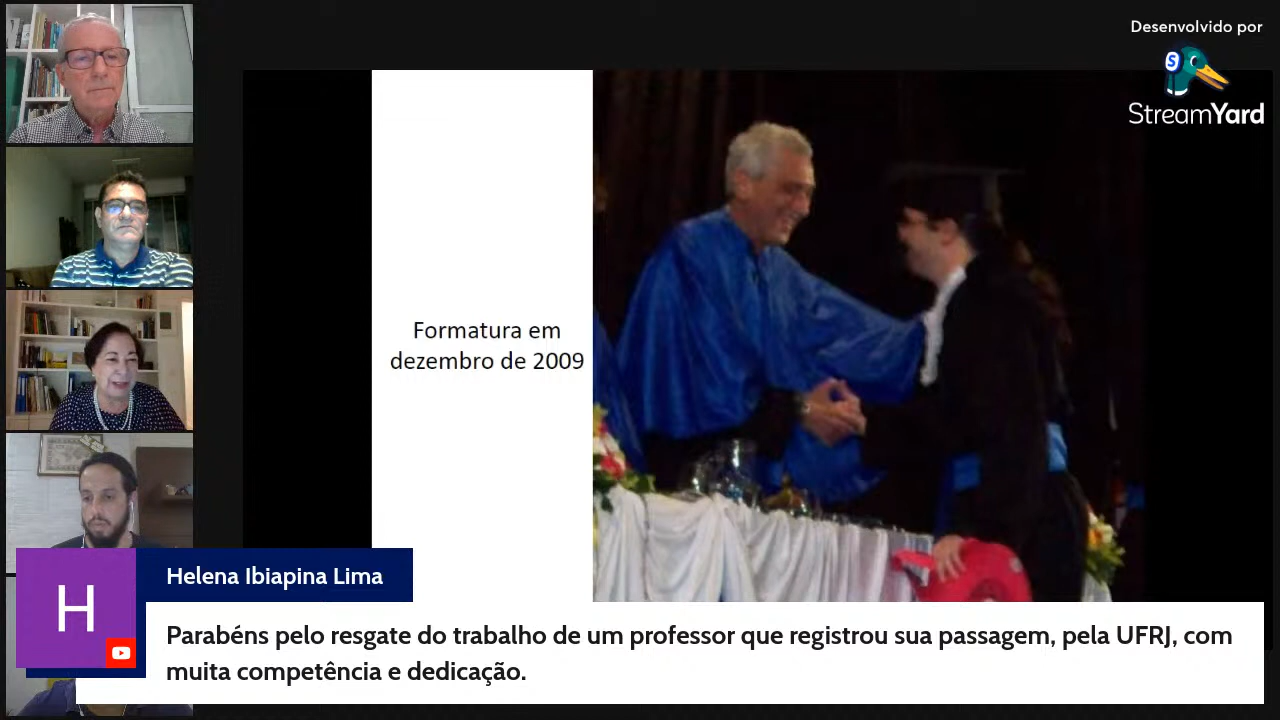 Desenvolvido por
S
StreamYard
Formatura em
dezembro de 2009
H
Helena Ibiapina Lima
Parabéns pelo resgate do trabalho de um professor que registrou sua passagem, pela UFRJ, com
muita competência e dedicação.